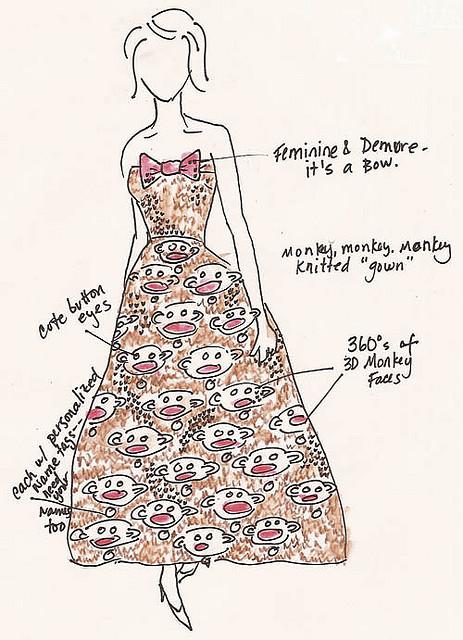 Feminine & Demure -
it's a Bow.
Monkey, monkey. Monkey
knitted "gown"
cute button
eyes
360°s of
3D Monkey
Faces
each w/ personalized
Name tags--
need
your
names
too